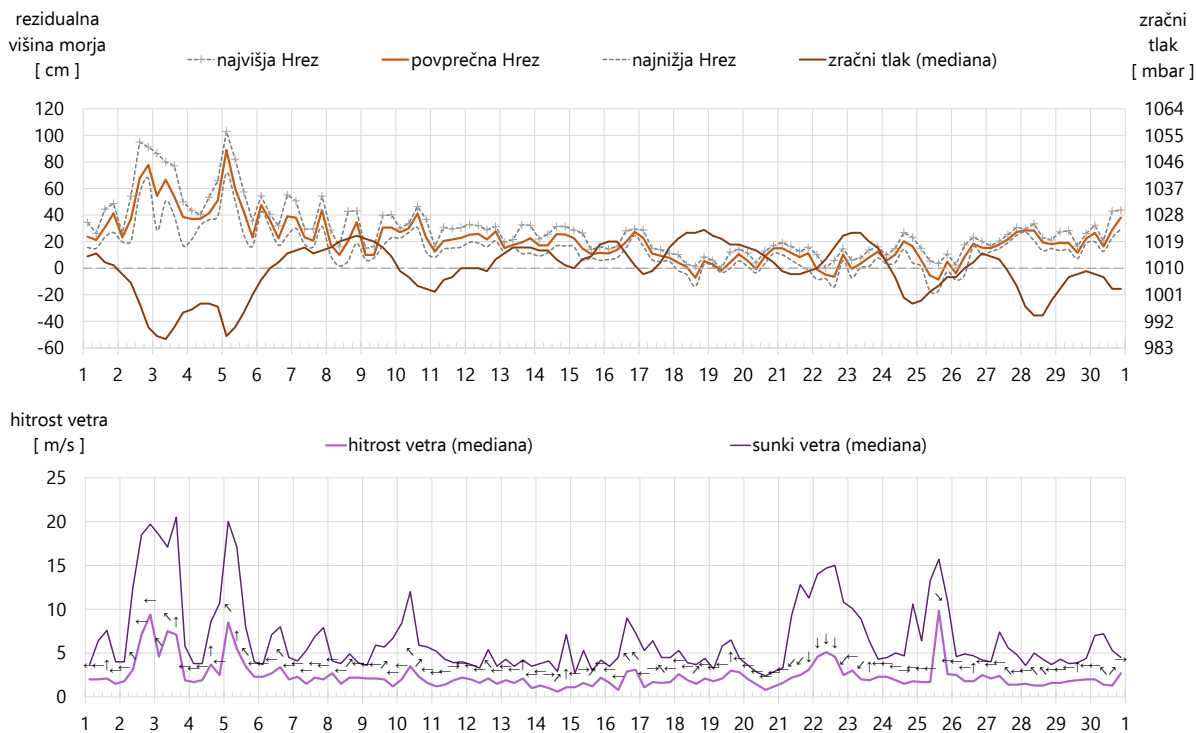 rezidualna
višina morja
[ cm ]
zračni
tlak
[ mbar ]
najvišja Hrez
povprečna Hrez
najnižja Hrez
zračni tlak (mediana)
120 1064
100 1055
80 1046
60 1037
40 1028
20 1019
0 1010
-20 1001
-40 992
-60 983
1 2 3 4 5 6 7 8 9 10 11 12 13 14 15 16 17 18 19 20 21 22 23 24 25 26 27 28 29 30 1
hitrost vetra
[ m/s ]
hitrost vetra (mediana)
sunki vetra (mediana)
25
20
15
10
5
0
1 2 3 4 5 6 7 8 9 10 11 12 13 14 15 16 17 18 19 20 21 22 23 24 25 26 27 28 29 30 1